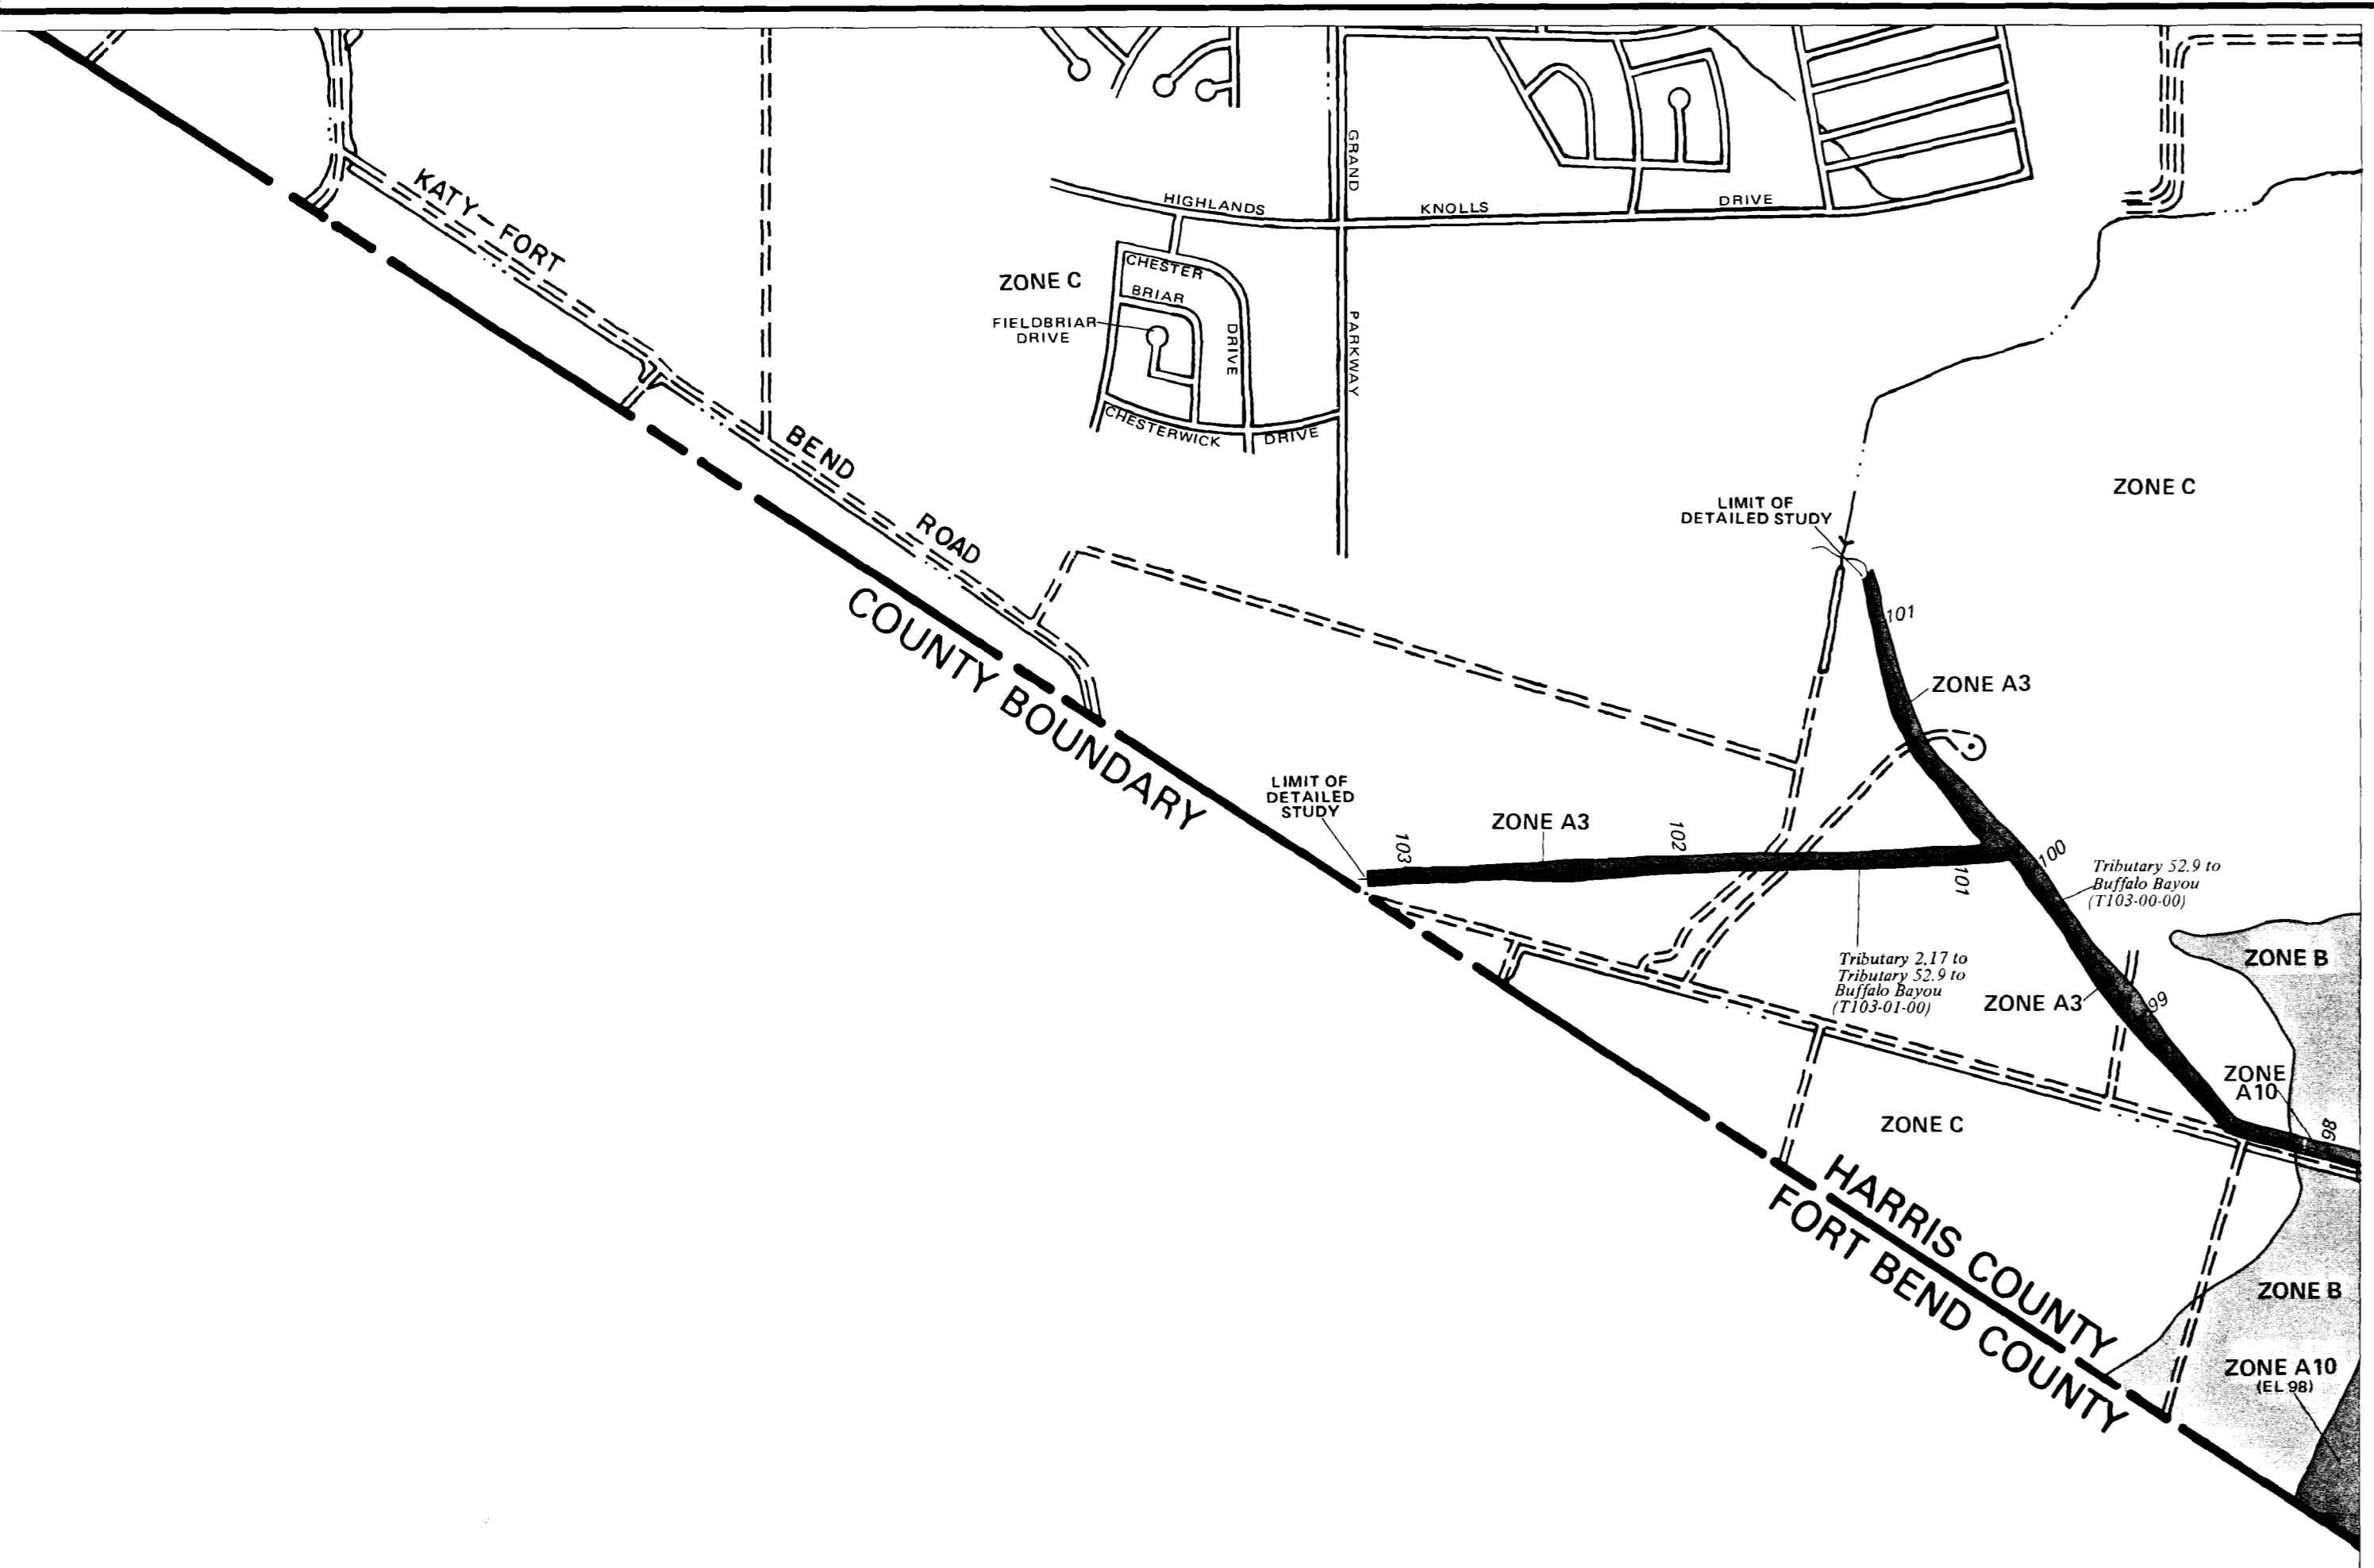 KATY-FORT
BEND
ROAD
COUNTY BOUNDARY
GRAND
PARKWAY
HIGHLANDS
KNOLLS
DRIVE
ZONE C
CHESTER
BRIAR
DRIVE
FIELDBRIAR
DRIVE
CHESTERWICK
DRIVE
ZONE C
LIMIT OF
DETAILED STUDY
101
ZONE A3
LIMIT OF
DETAILED
STUDY
103
ZONE A3
102
101
100
Tributary 52.9 to
Buffalo Bayou
(T103-00-00)
Tributary 2.17 to
Tributary 52.9 to
Buffalo Bayou
(T103-01-00)
ZONE A3
99
ZONE B
ZONE
A10
98
ZONE C
HARRIS COUNTY
FORT BEND COUNTY
ZONE B
ZONE A10
(EL 98)